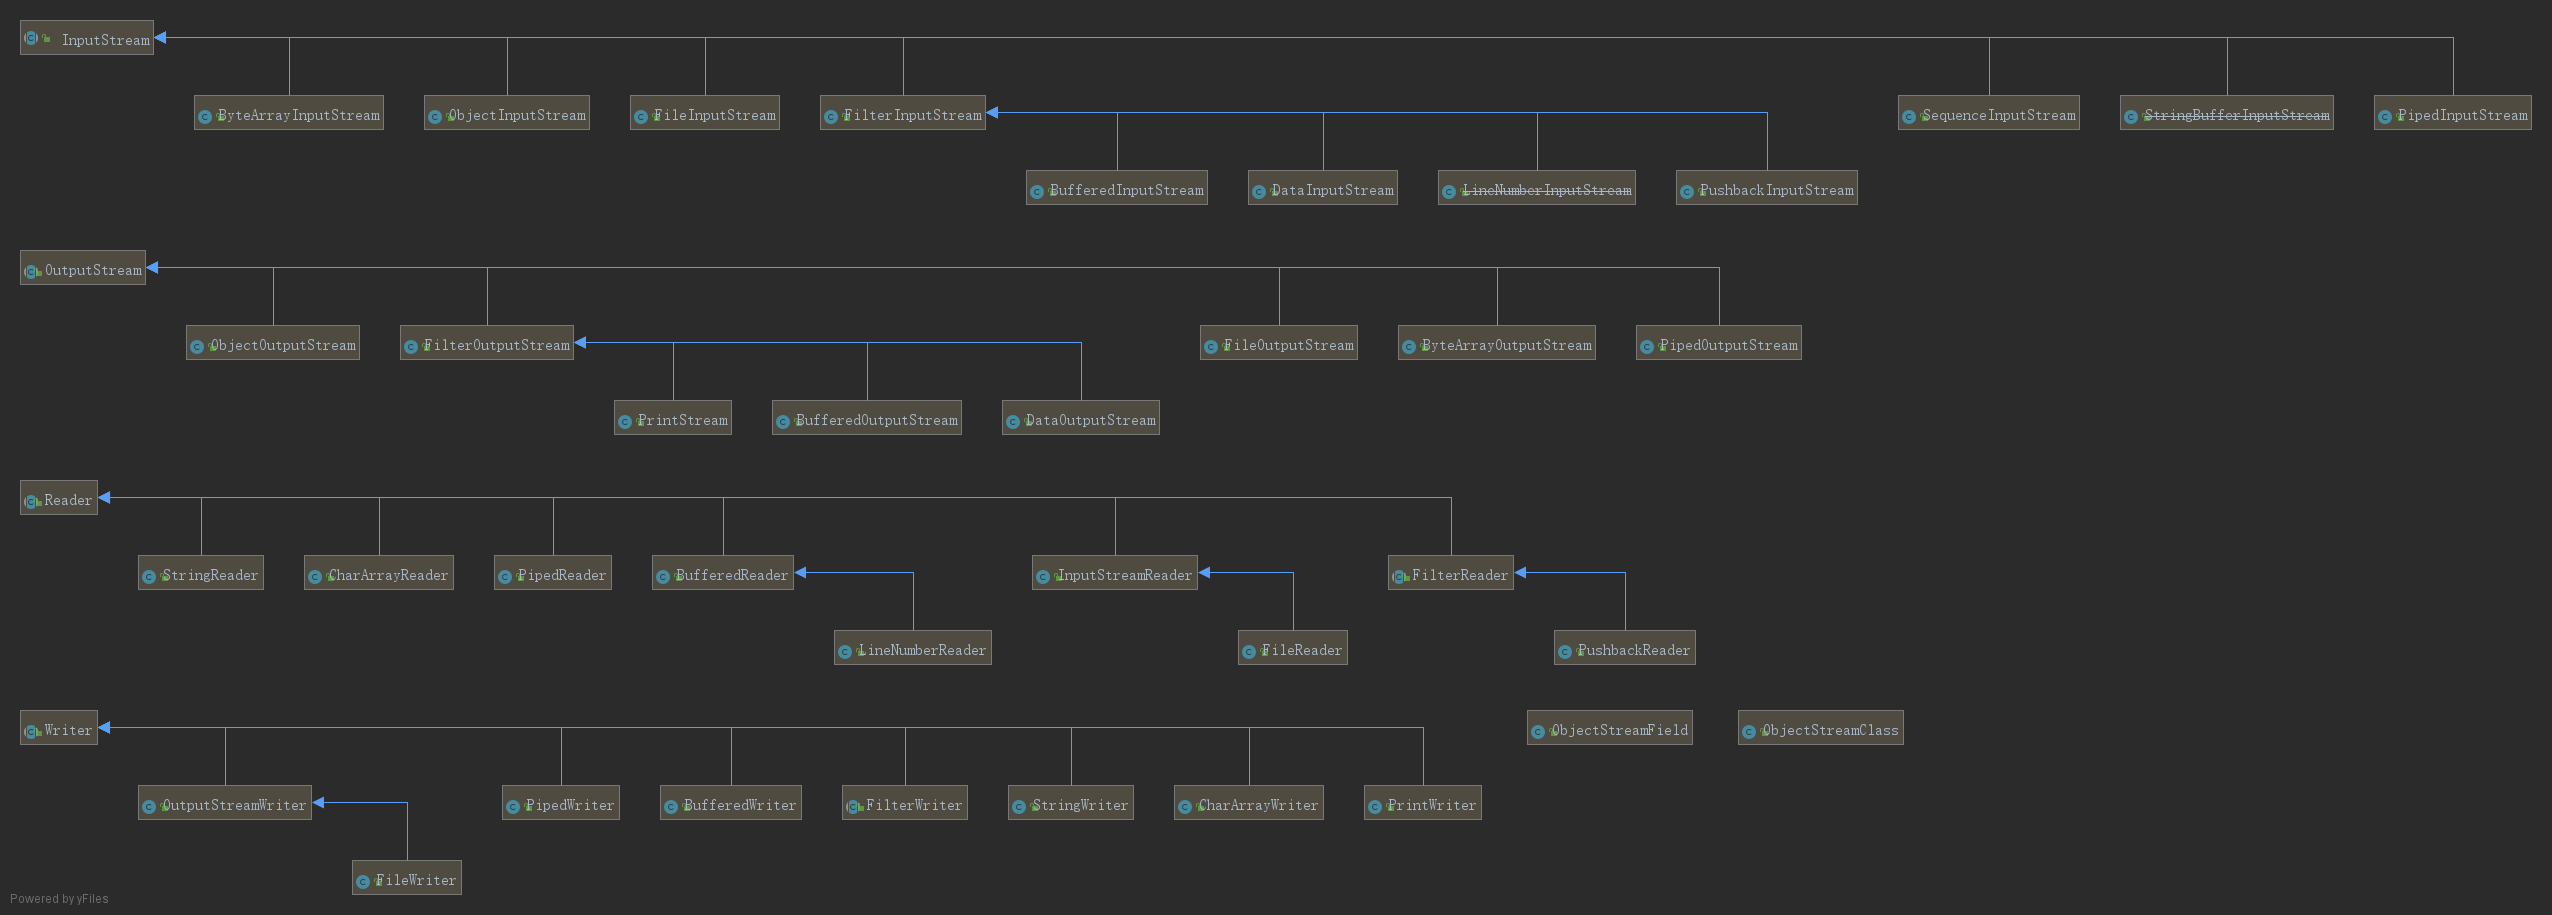 InputStream
ByteArrayInputStream
ObjectInputStream
FileInputStream
FilterInputStream
SequenceInputStream
StringBufferInputStream
PipedInputStream
BufferedInputStream
DataInputStream
LineNumberInputStream
PushbackInputStream
OutputStream
ObjectOutputStream
FilterOutputStream
FileOutputStream
ByteArrayOutputStream
PipedOutputStream
PrintStream
BufferedOutputStream
DataOutputStream
Reader
StringReader
CharArrayReader
PipedReader
BufferedReader
InputStreamReader
FilterReader
LineNumberReader
FileReader
PushbackReader
Writer
ObjectStreamField
ObjectStreamClass
OutputStreamWriter
PipedWriter
BufferedWriter
FilterWriter
StringWriter
CharArrayWriter
PrintWriter
FileWriter
Powered by yFiles